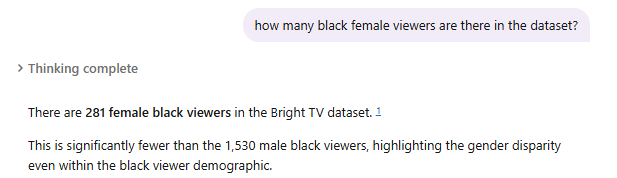 how many black female viewers are there in the dataset?
> Thinking complete
There are 281 female black viewers in the Bright TV dataset. 1
This is significantly fewer than the 1,530 male black viewers, highlighting the gender disparity
even within the black viewer demographic.